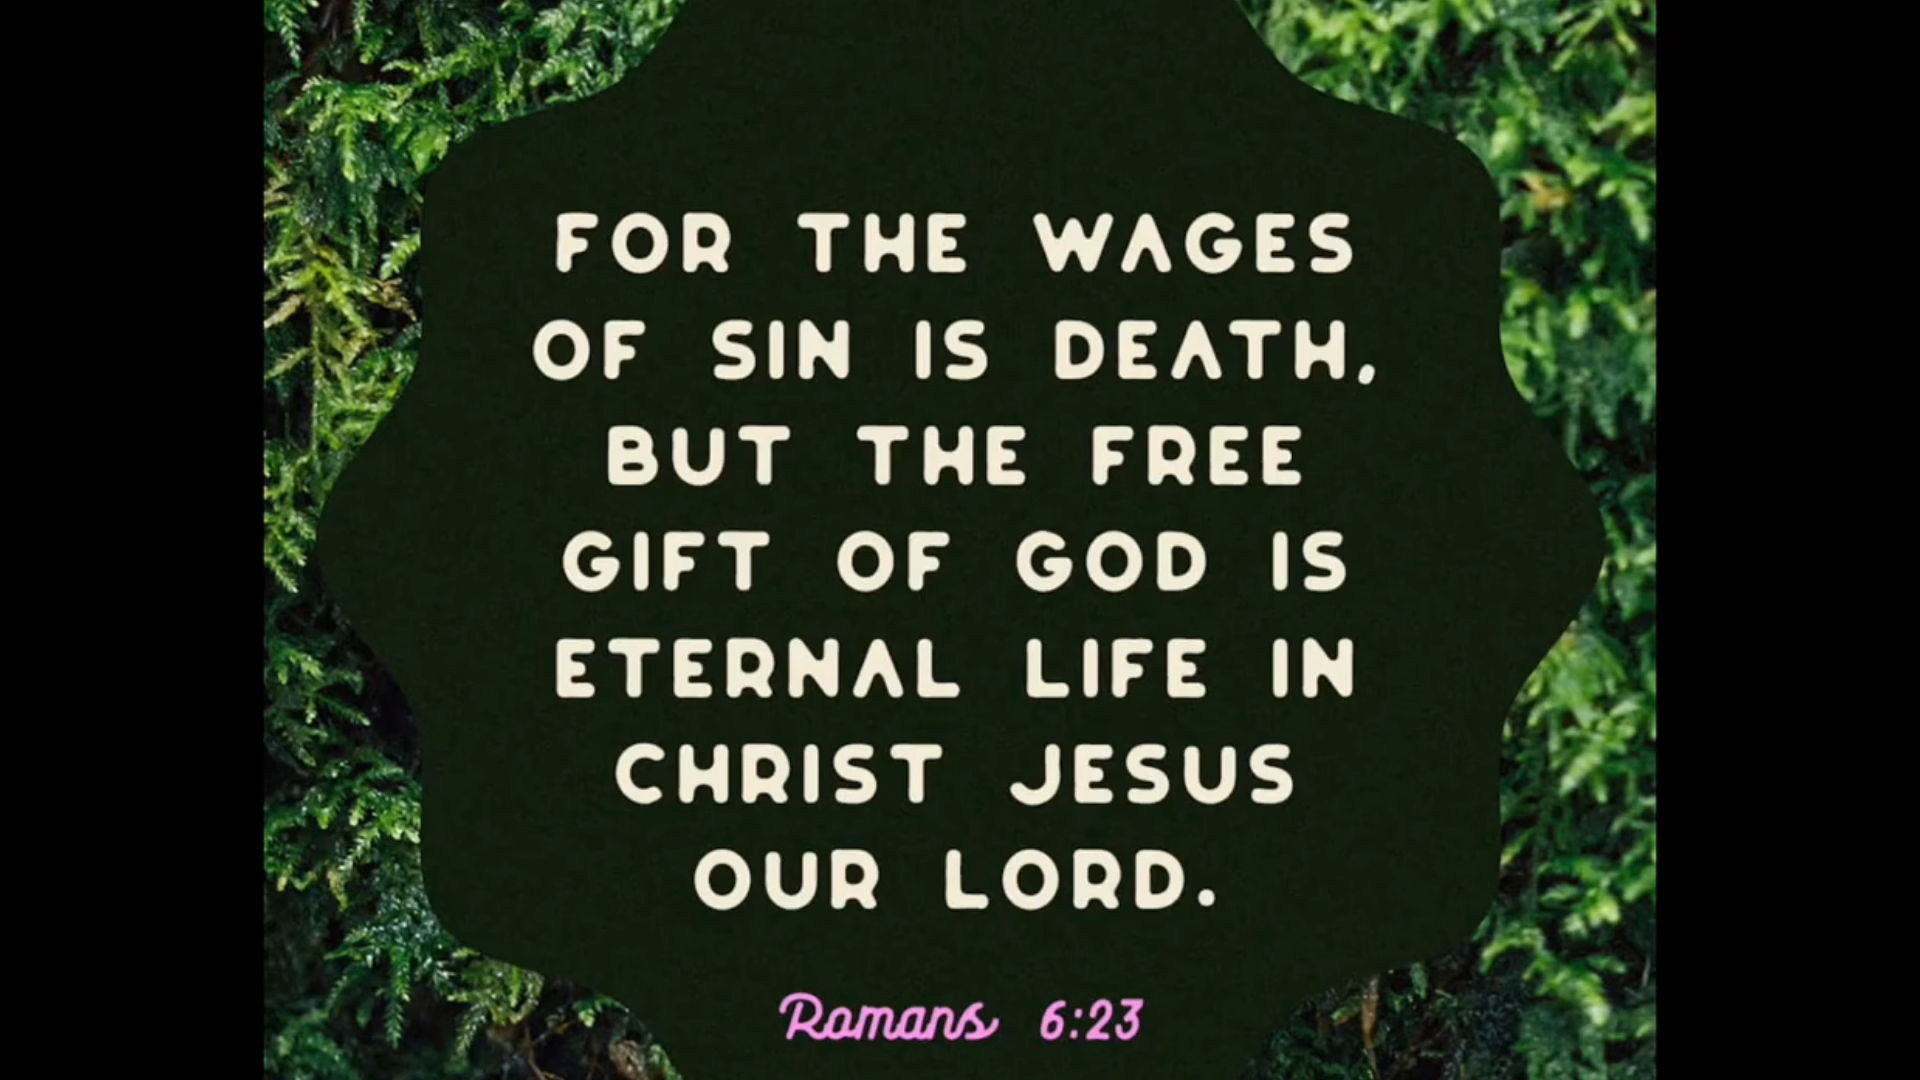 FOR THE WAGES
OF SIN IS DEATH,
BUT THE FREE
GIFT OF GOD IS
ETERNAL LIFE IN
CHRIST JESUS
OUR LORD.
Romans 6:23